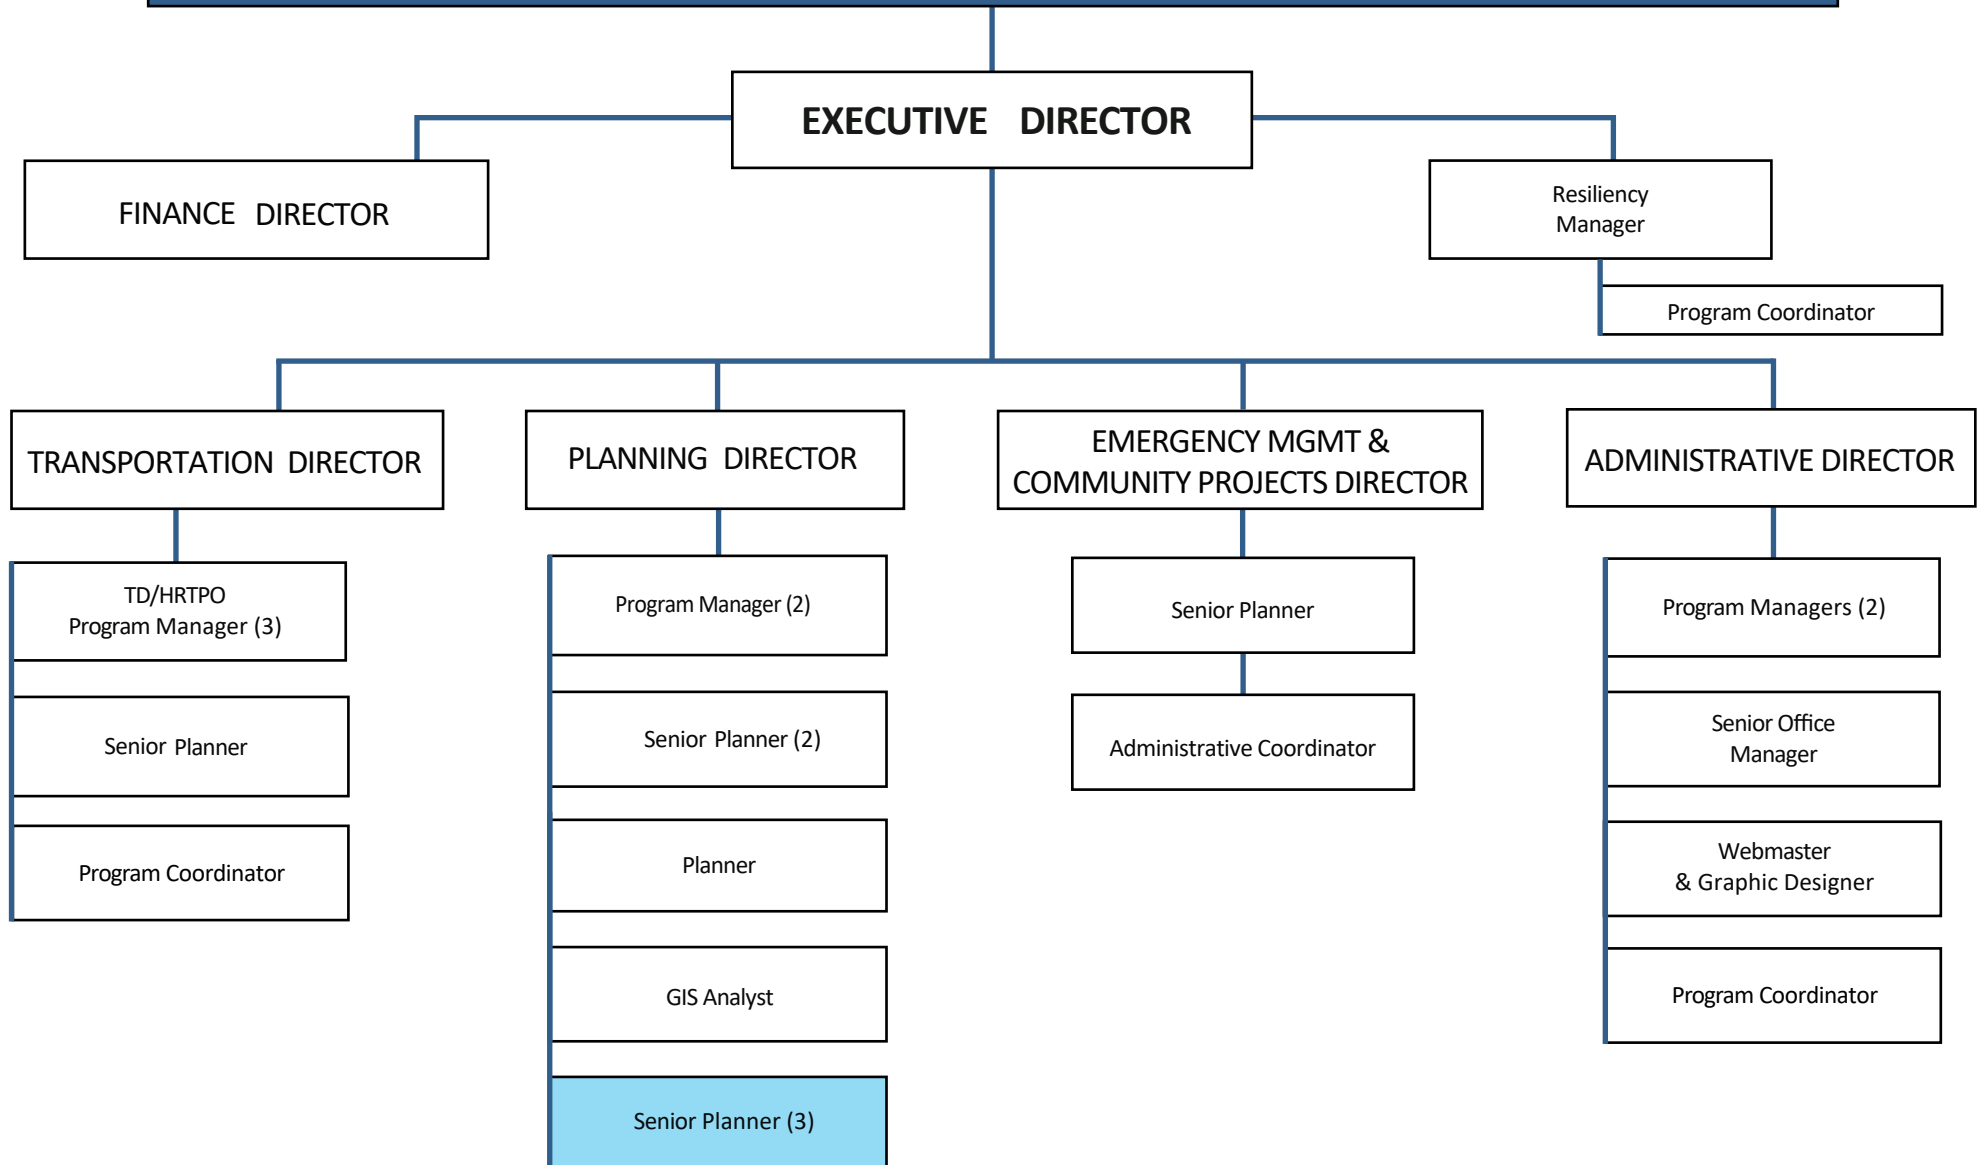 EXECUTIVE DIRECTOR
FINANCE DIRECTOR
Resiliency
Manager
Program Coordinator
TRANSPORTATION DIRECTOR
PLANNING DIRECTOR
EMERGENCY MGMT &
COMMUNITY PROJECTS DIRECTOR
ADMINISTRATIVE DIRECTOR
TD/HRTPO
Program Manager (3)
Senior Planner
Program Coordinator
Program Manager (2)
Senior Planner (2)
Planner
GIS Analyst
Senior Planner (3)
Senior Planner
Administrative Coordinator
Program Managers (2)
Senior Office
Manager
Webmaster
& Graphic Designer
Program Coordinator